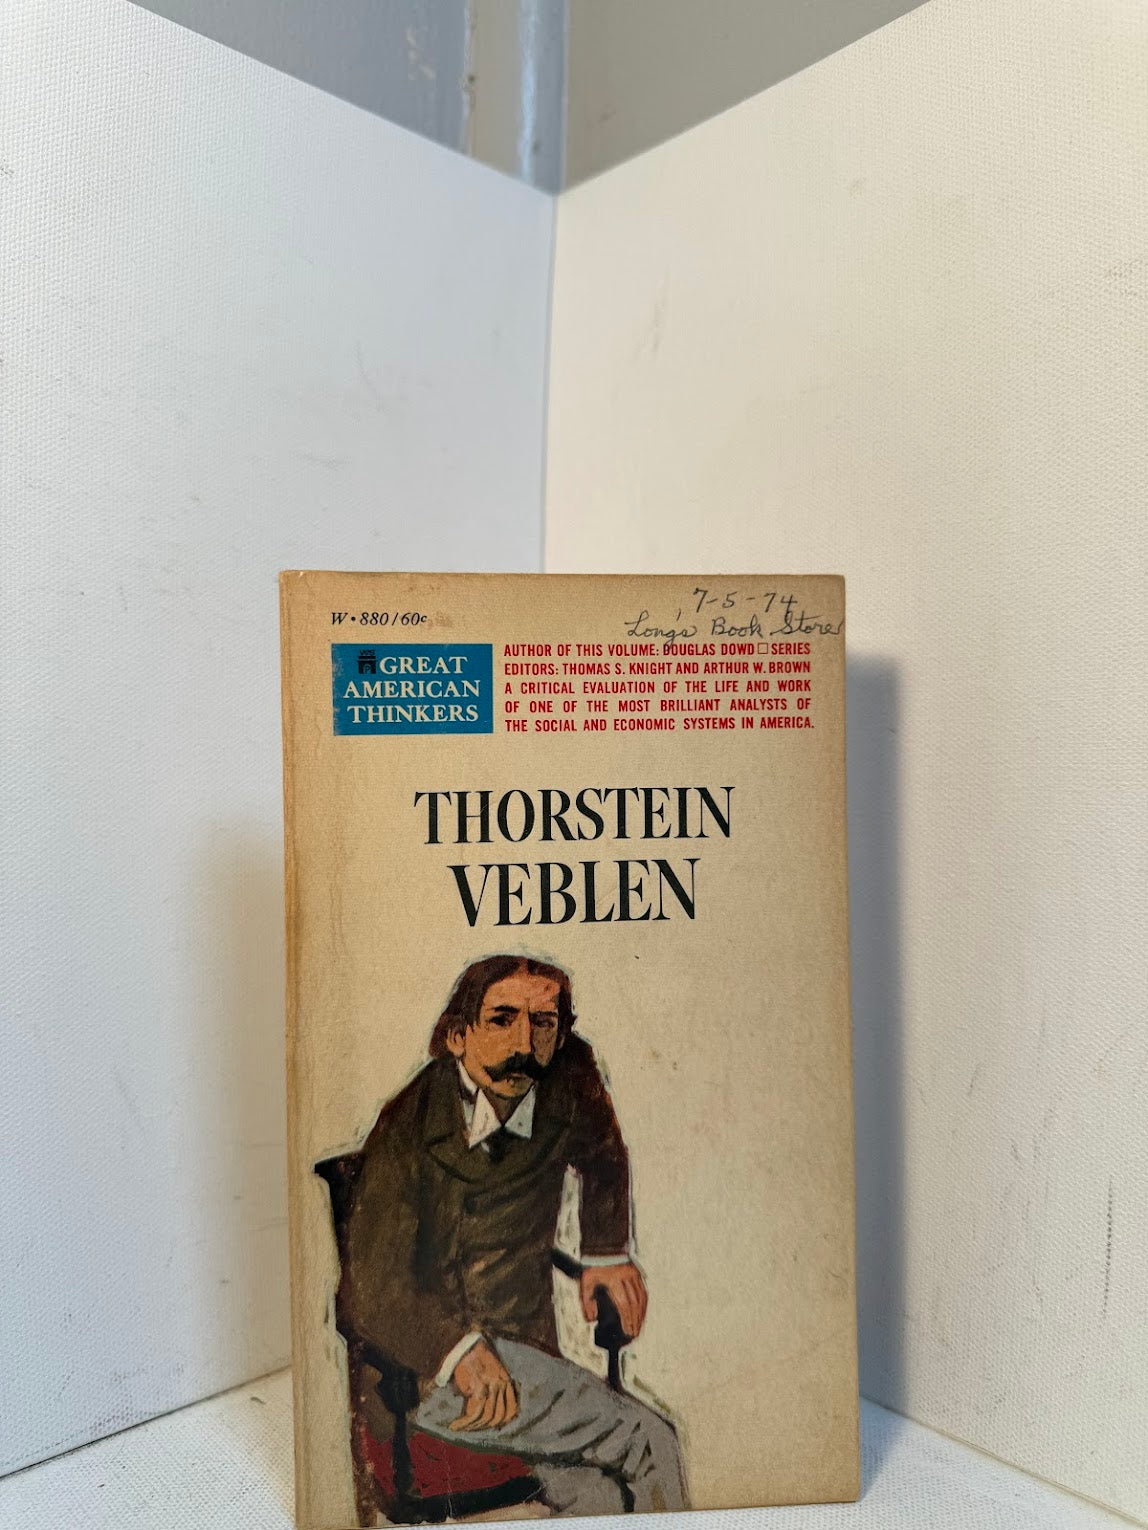 7-5-74
Long's Book Store
W•880/60c
GREAT
AMERICAN
THINKERS
AUTHOR OF THIS VOLUME: DOUGLAS DOWD □ SERIES
EDITORS: THOMAS S. KNIGHT AND ARTHUR W. BROWN
A CRITICAL EVALUATION OF THE LIFE AND WORK
OF ONE OF THE MOST BRILLIANT ANALYSTS OF
THE SOCIAL AND ECONOMIC SYSTEMS IN AMERICA.
THORSTEIN
VEBLEN